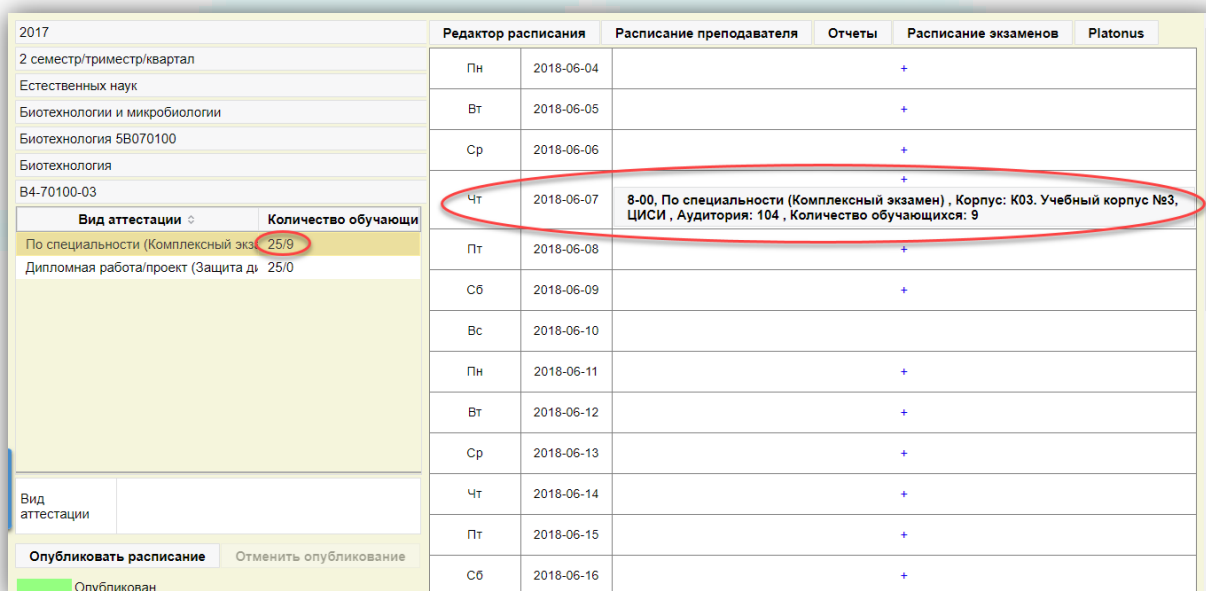 2017
2 семестр/триместр/квартал
Естественных наук
Биотехнологии и микробиологии
Биотехнология 5В070100
Биотехнология
В4-70100-03
Вид аттестации Количество обучающи
По специальности (Комплексный экз 25/9
Дипломная работа/проект (Защита ди 25/0
Вид
аттестации
Опубликовать расписание Отменить опубликование
Опубликован
Редактор расписания Расписание преподавателя Отчеты Расписание экзаменов Platonus
Пн 2018-06-04 +
Вт 2018-06-05 +
Ср 2018-06-06 +
+
Чт 2018-06-07 8-00, По специальности (Комплексный экзамен) , Корпус: К03. Учебный корпус №3,
ЦИСИ , Аудитория: 104 , Количество обучающихся: 9
Пт 2018-06-08 +
Сб 2018-06-09 +
Вс 2018-06-10
Пн 2018-06-11 +
Вт 2018-06-12 +
Ср 2018-06-13 +
Чт 2018-06-14 +
Пт 2018-06-15 +
Сб 2018-06-16 +